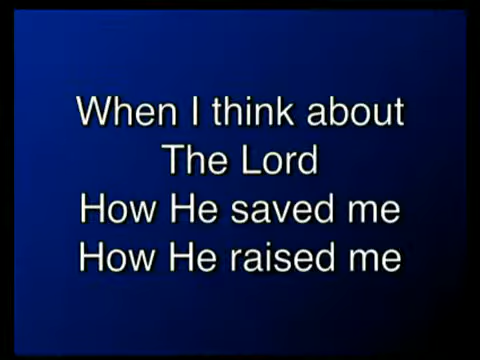 When I think about
The Lord
How He saved me
How He raised me